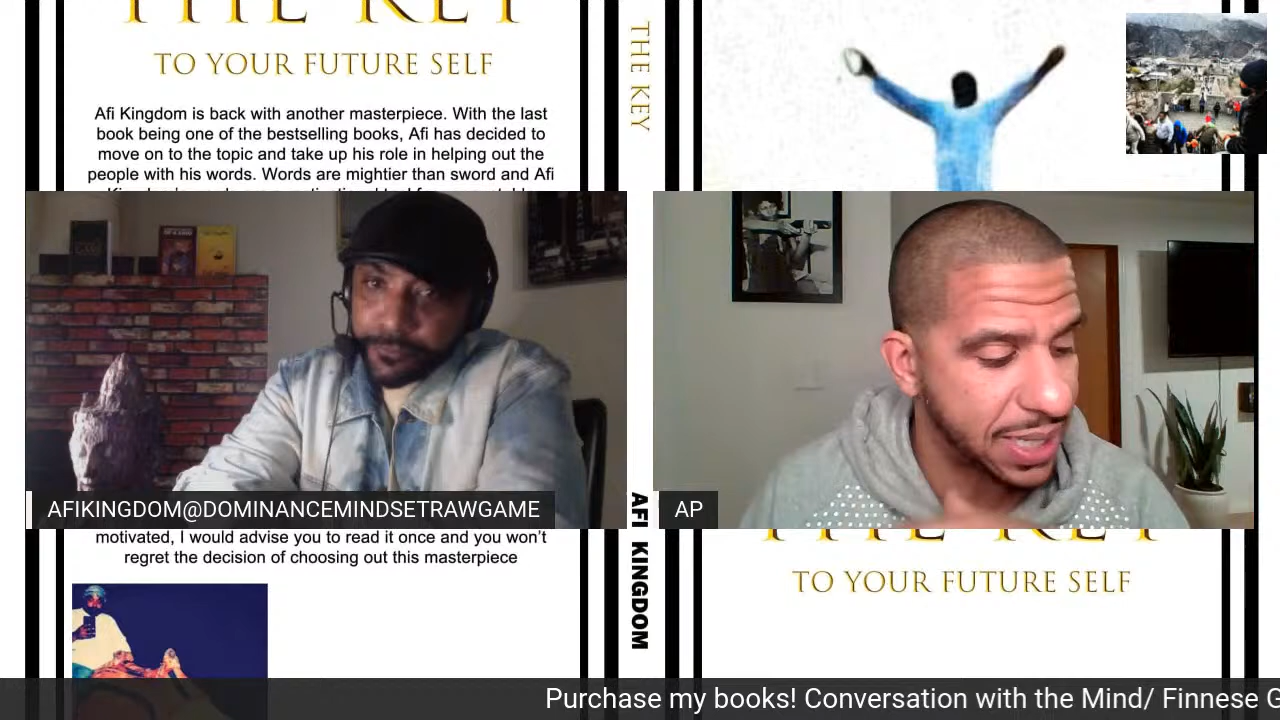 THE KEY
TO YOUR FUTURE SELF
Afi Kingdom is back with another masterpiece. With the last
book being one of the bestselling books, Afi has decided to
move on to the topic and take up his role in helping out the
people with his words. Words are mightier than sword and Afi
AFIKINGDOM@DOMINANCEMINDSETRAWGAME
motivated, I would advise you to read it once and you won’t
regret the decision of choosing out this masterpiece
THE KEY
AFI KINGDOM
AP
THE KEY
TO YOUR FUTURE SELF
Purchase my books! Conversation with the Mind/ Finnese G